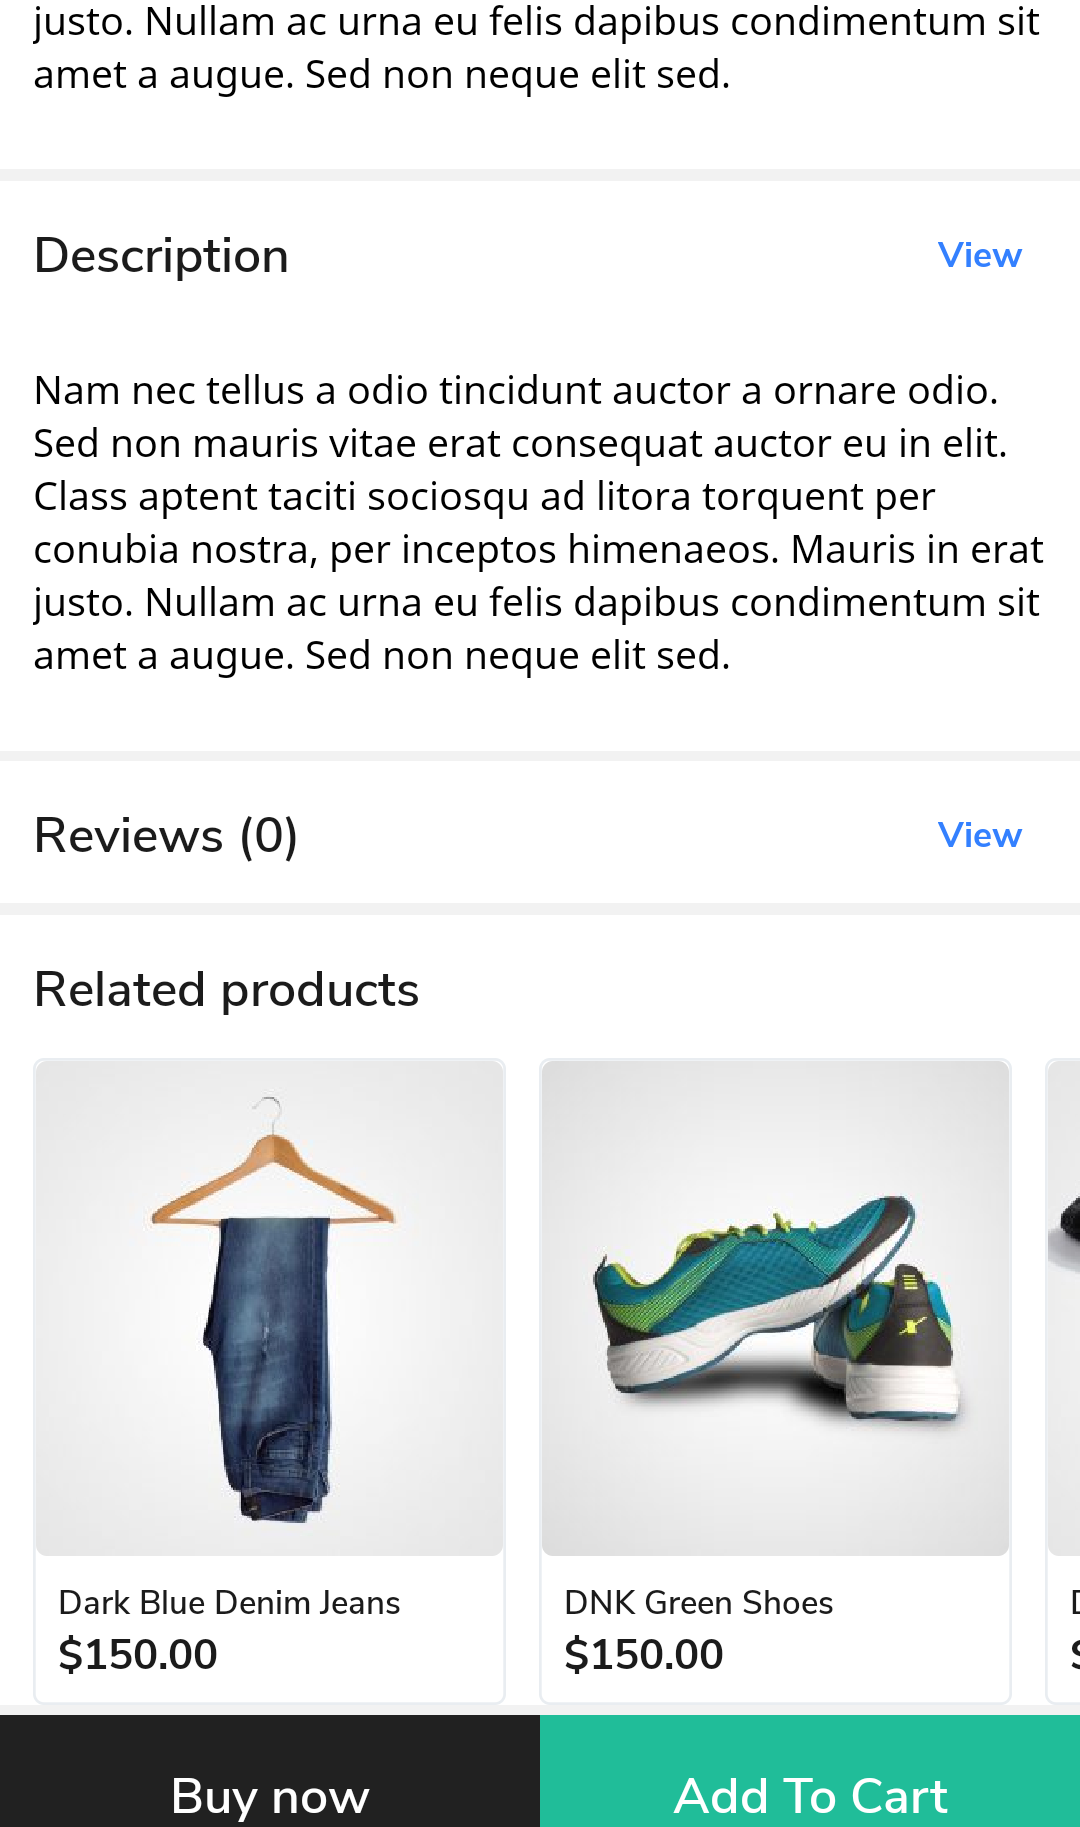 justo. Nullam ac urna eu felis dapibus condimentum sit
amet a augue. Sed non neque elit sed.
Description
View
Nam nec tellus a odio tincidunt auctor a ornare odio.
Sed non mauris vitae erat consequat auctor eu in elit.
Class aptent taciti sociosqu ad litora torquent per
conubia nostra, per inceptos himenaeos. Mauris in erat
justo. Nullam ac urna eu felis dapibus condimentum sit
amet a augue. Sed non neque elit sed.
Reviews (0)
View
Related products
Dark Blue Denim Jeans
$150.00
DNK Green Shoes
$150.00
Buy now
Add To Cart